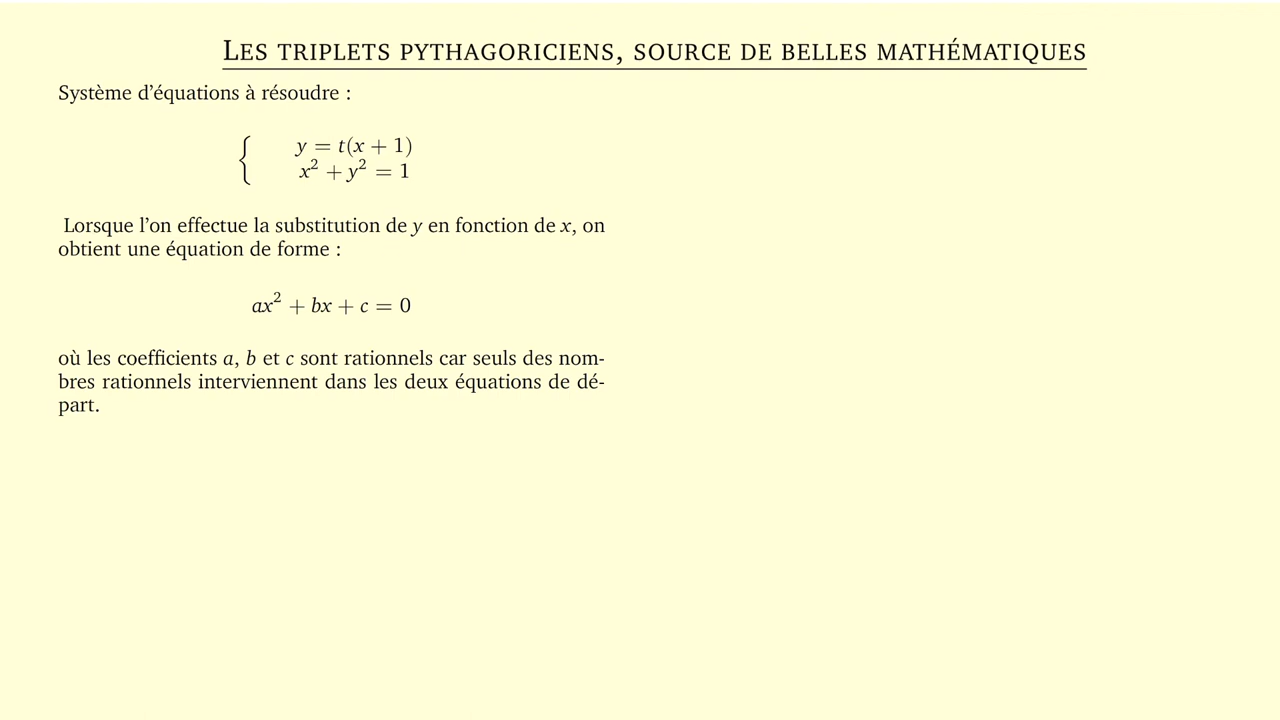 LES TRIPLETS PYTHAGORICIENS, SOURCE DE BELLES MATHÉMATIQUES
Système d'équations à résoudre :
{ y = t(x + 1)
x² + y² = 1
Lorsque l'on effectue la substitution de y en fonction de x, on
obtient une équation de forme :
ax² + bx + c = 0
où les coefficients a, b et c sont rationnels car seuls des nom-
bres rationnels interviennent dans les deux équations de dé-
part.